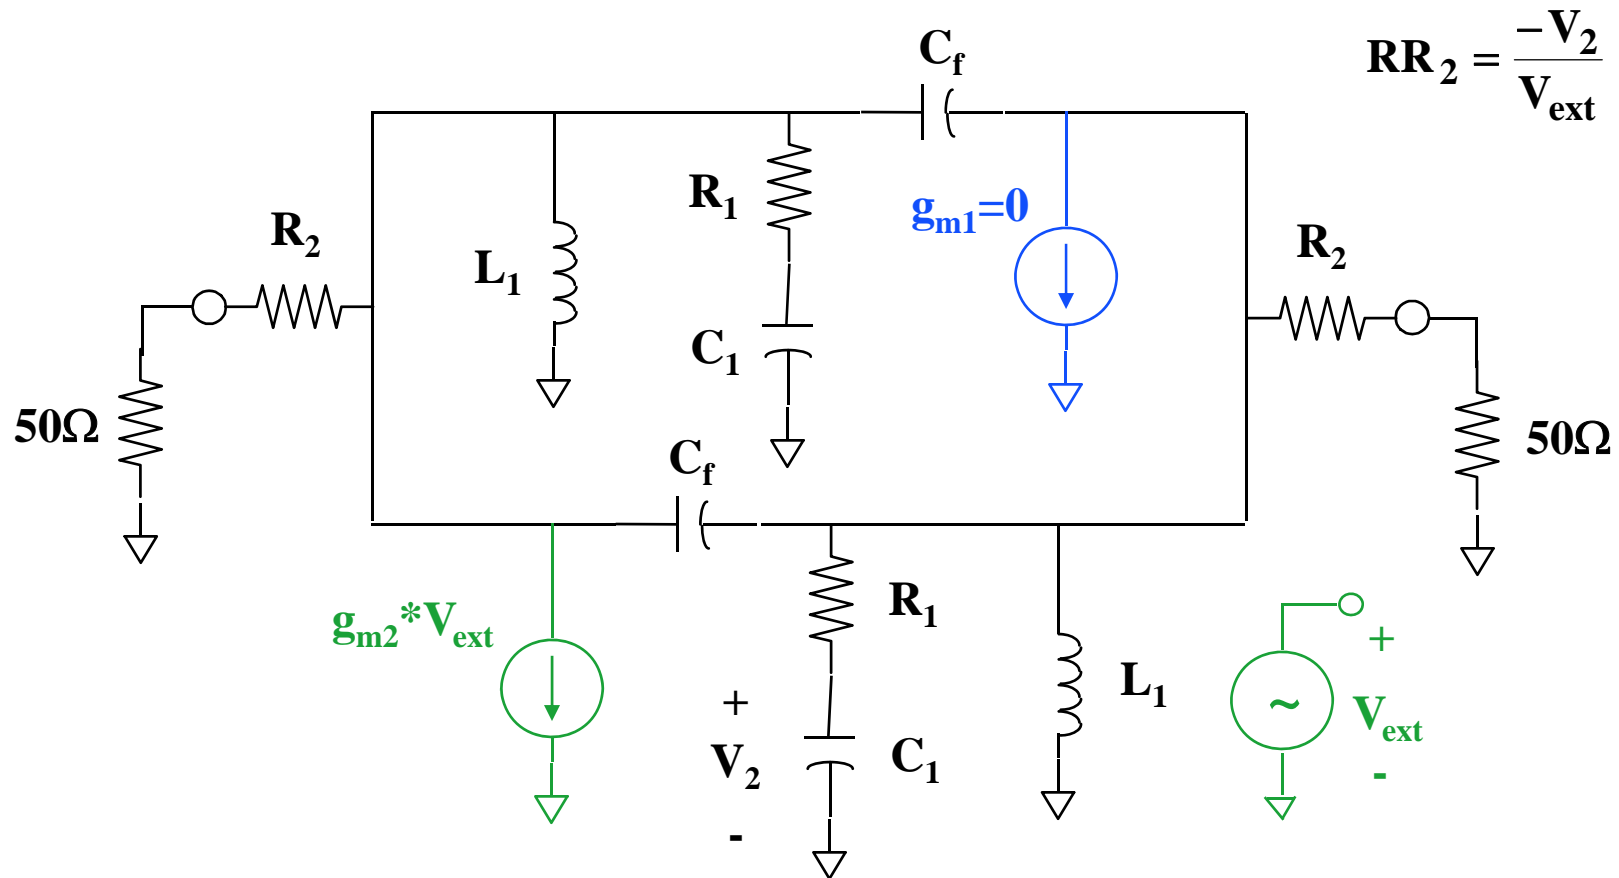 C_f
RR_2 = -V_2 / V_ext
R_1
g_m1=0
R_2
R_2
L_1
C_1
50Ω
50Ω
C_f
g_m2*V_ext
R_1
+
V_2
-
C_1
L_1
~
+
V_ext
-